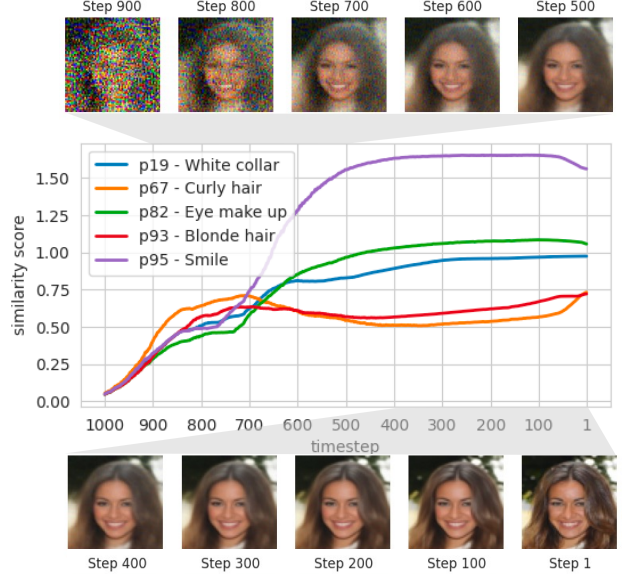 Step 900 Step 800 Step 700 Step 600 Step 500
p19 - White collar
p67 - Curly hair
p82 - Eye make up
p93 - Blonde hair
p95 - Smile
similarity score
1.50
1.25
1.00
0.75
0.50
0.25
0.00
1000 900 800 700 600 500 400 300 200 100 1
timestep
Step 400 Step 300 Step 200 Step 100 Step 1